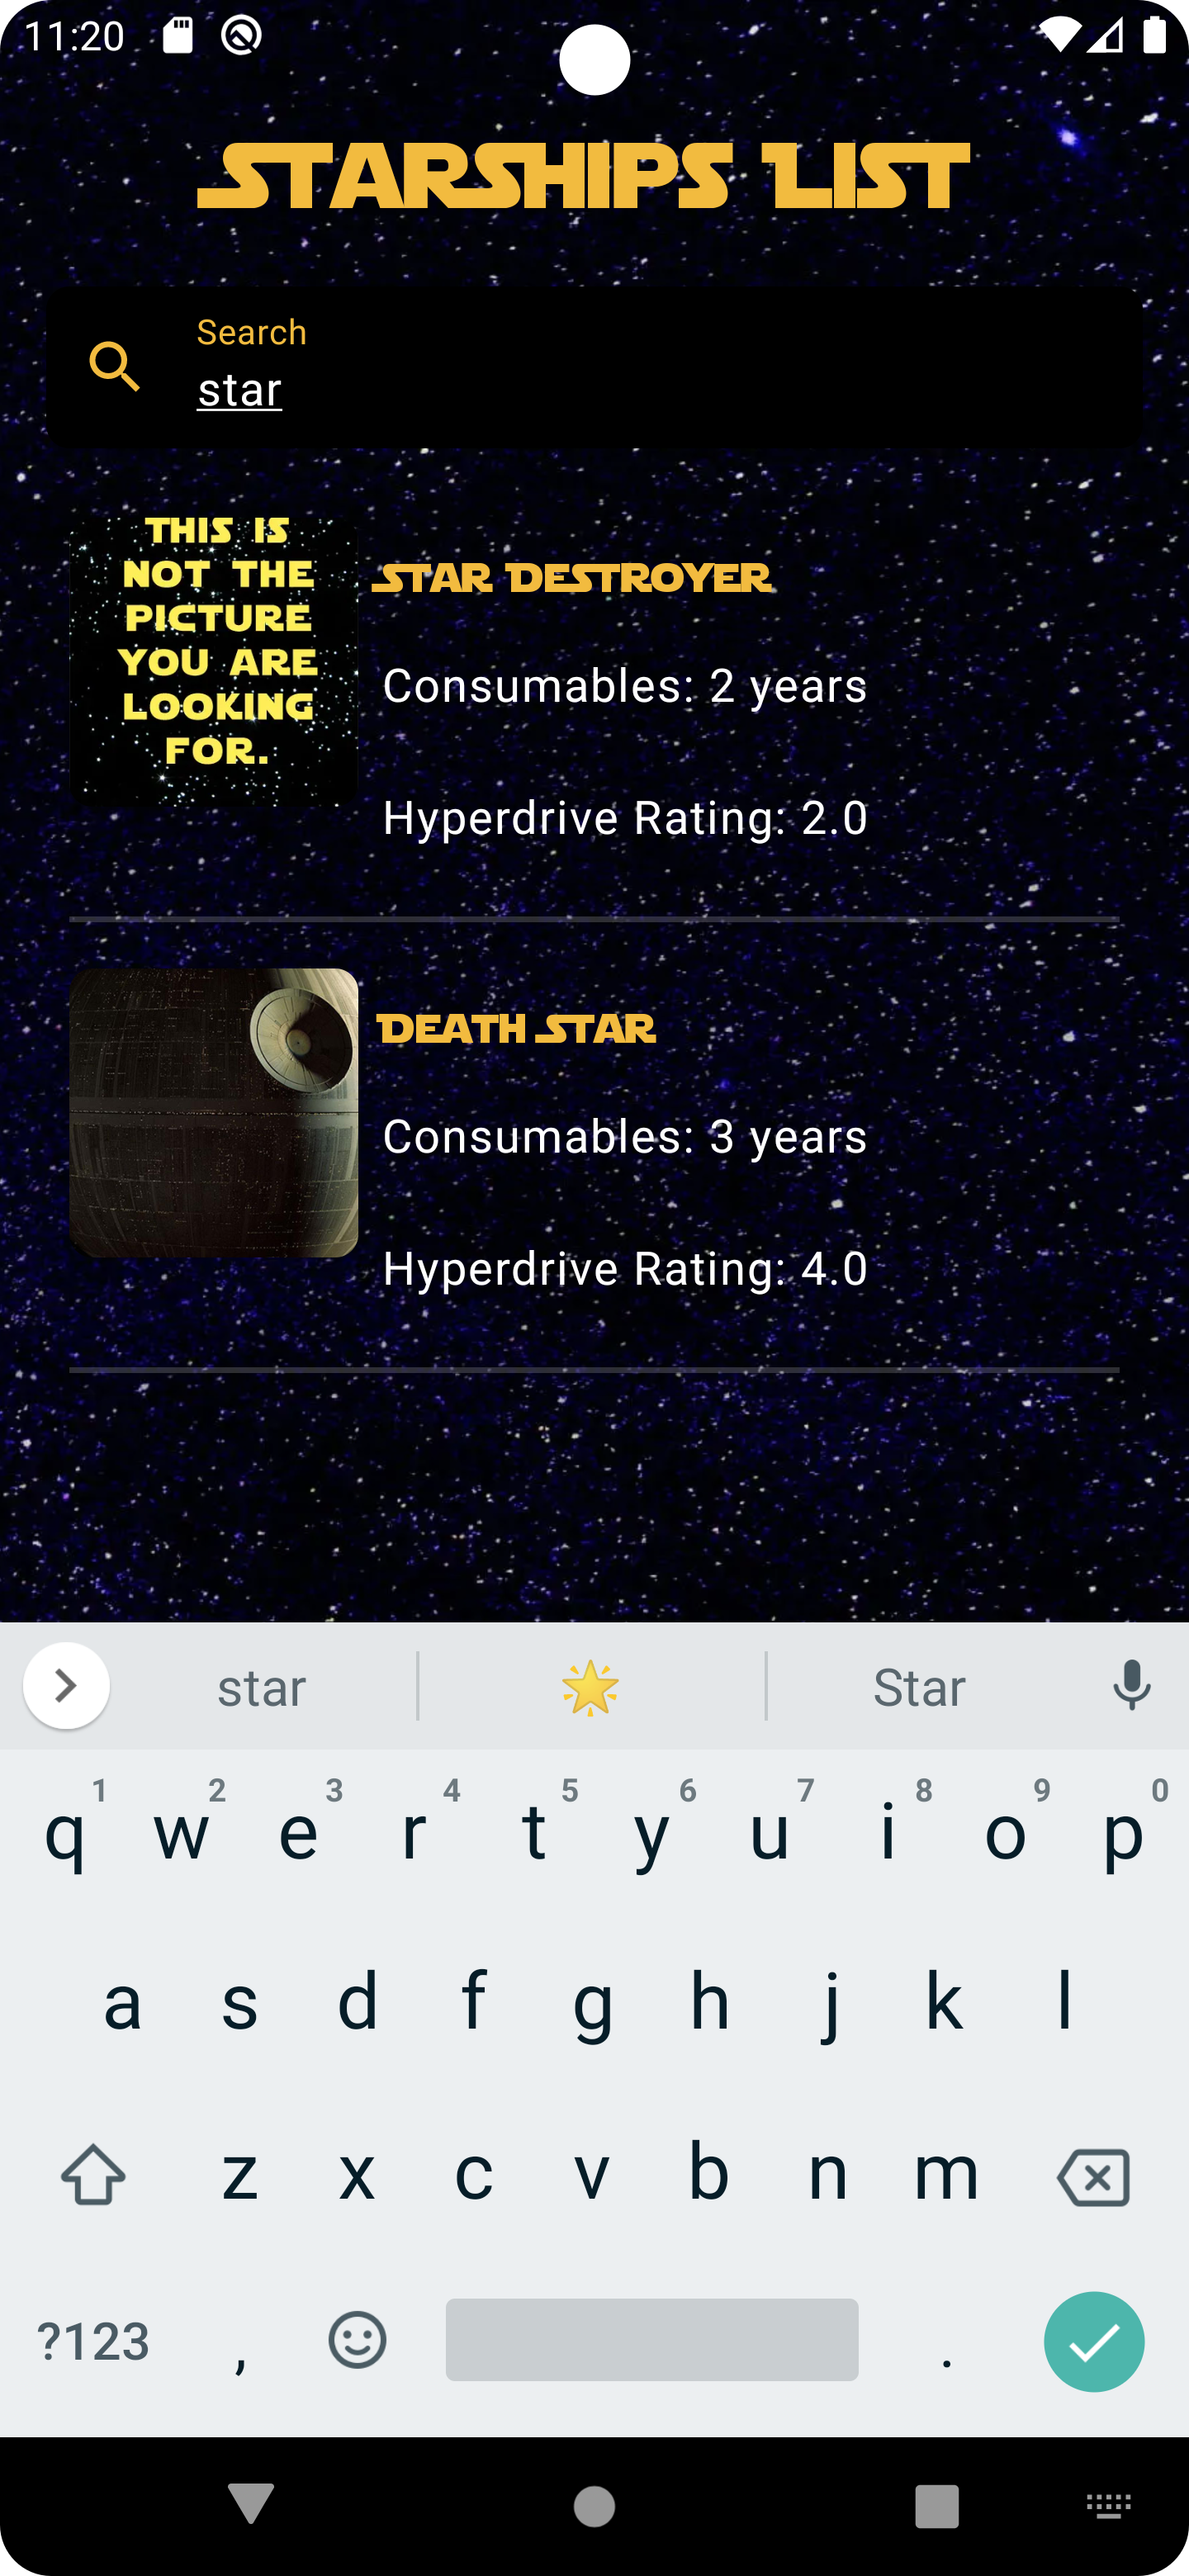 11:20
STARSHIPS LIST
Search
star
THIS IS
NOT THE
PICTURE
YOU ARE
LOOKING
FOR.
STAR DESTROYER
Consumables: 2 years
Hyperdrive Rating: 2.0
DEATH STAR
Consumables: 3 years
Hyperdrive Rating: 4.0
star 🌟 Star
1 2 3 4 5 6 7 8 9 0
q w e r t y u i o p
a s d f g h j k l
z x c v b n m
?123 , .